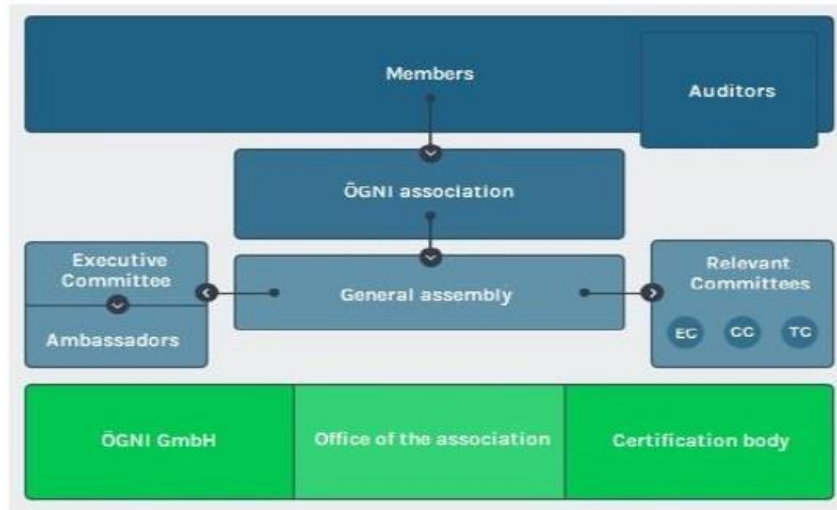 Members
Auditors
ÖGNI association
Executive
Committee
General assembly
Relevant
Committees
Ambassadors
EC
CC
TC
ÖGNI GmbH
Office of the association
Certification body